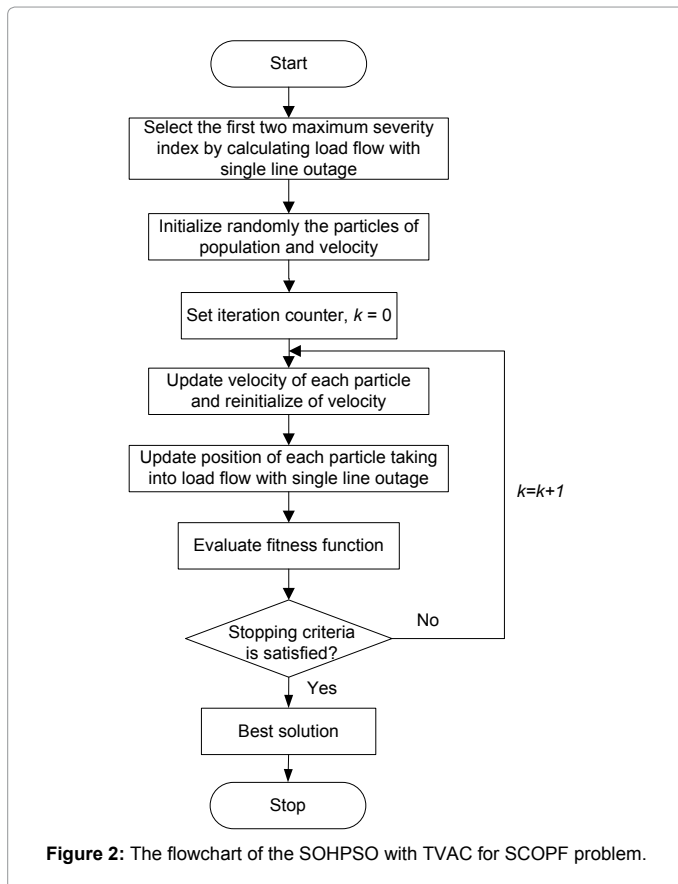 Start
Select the first two maximum severity
index by calculating load flow with
single line outage
Initialize randomly the particles of
population and velocity
Set iteration counter, k = 0
Update velocity of each particle
and reinitialize of velocity
Update position of each particle taking
into load flow with single line outage
k=k+1
Evaluate fitness function
Stopping criteria
is satisfied?
No
Yes
Best solution
Stop
Figure 2: The flowchart of the SOHPSO with TVAC for SCOPF problem.